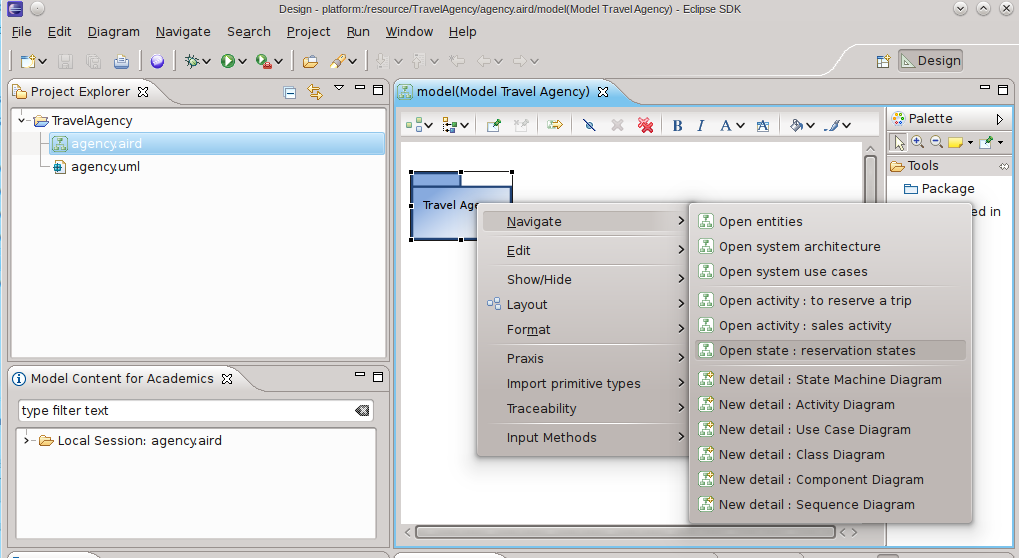 Design - platform:/resource/TravelAgency/agency.aird/model(Model Travel Agency) - Eclipse SDK
File Edit Diagram Navigate Search Project Run Window Help
Design
Project Explorer
TravelAgency
agency.aird
agency.uml
Model Content for Academics
type filter text
Local Session: agency.aird
model(Model Travel Agency)
B I A A
Palette
Tools
Package
ed in
Travel Age
Navigate
Edit
Show/Hide
Layout
Format
Praxis
Import primitive types
Traceability
Input Methods
Open entities
Open system architecture
Open system use cases
Open activity : to reserve a trip
Open activity : sales activity
Open state : reservation states
New detail : State Machine Diagram
New detail : Activity Diagram
New detail : Use Case Diagram
New detail : Class Diagram
New detail : Component Diagram
New detail : Sequence Diagram